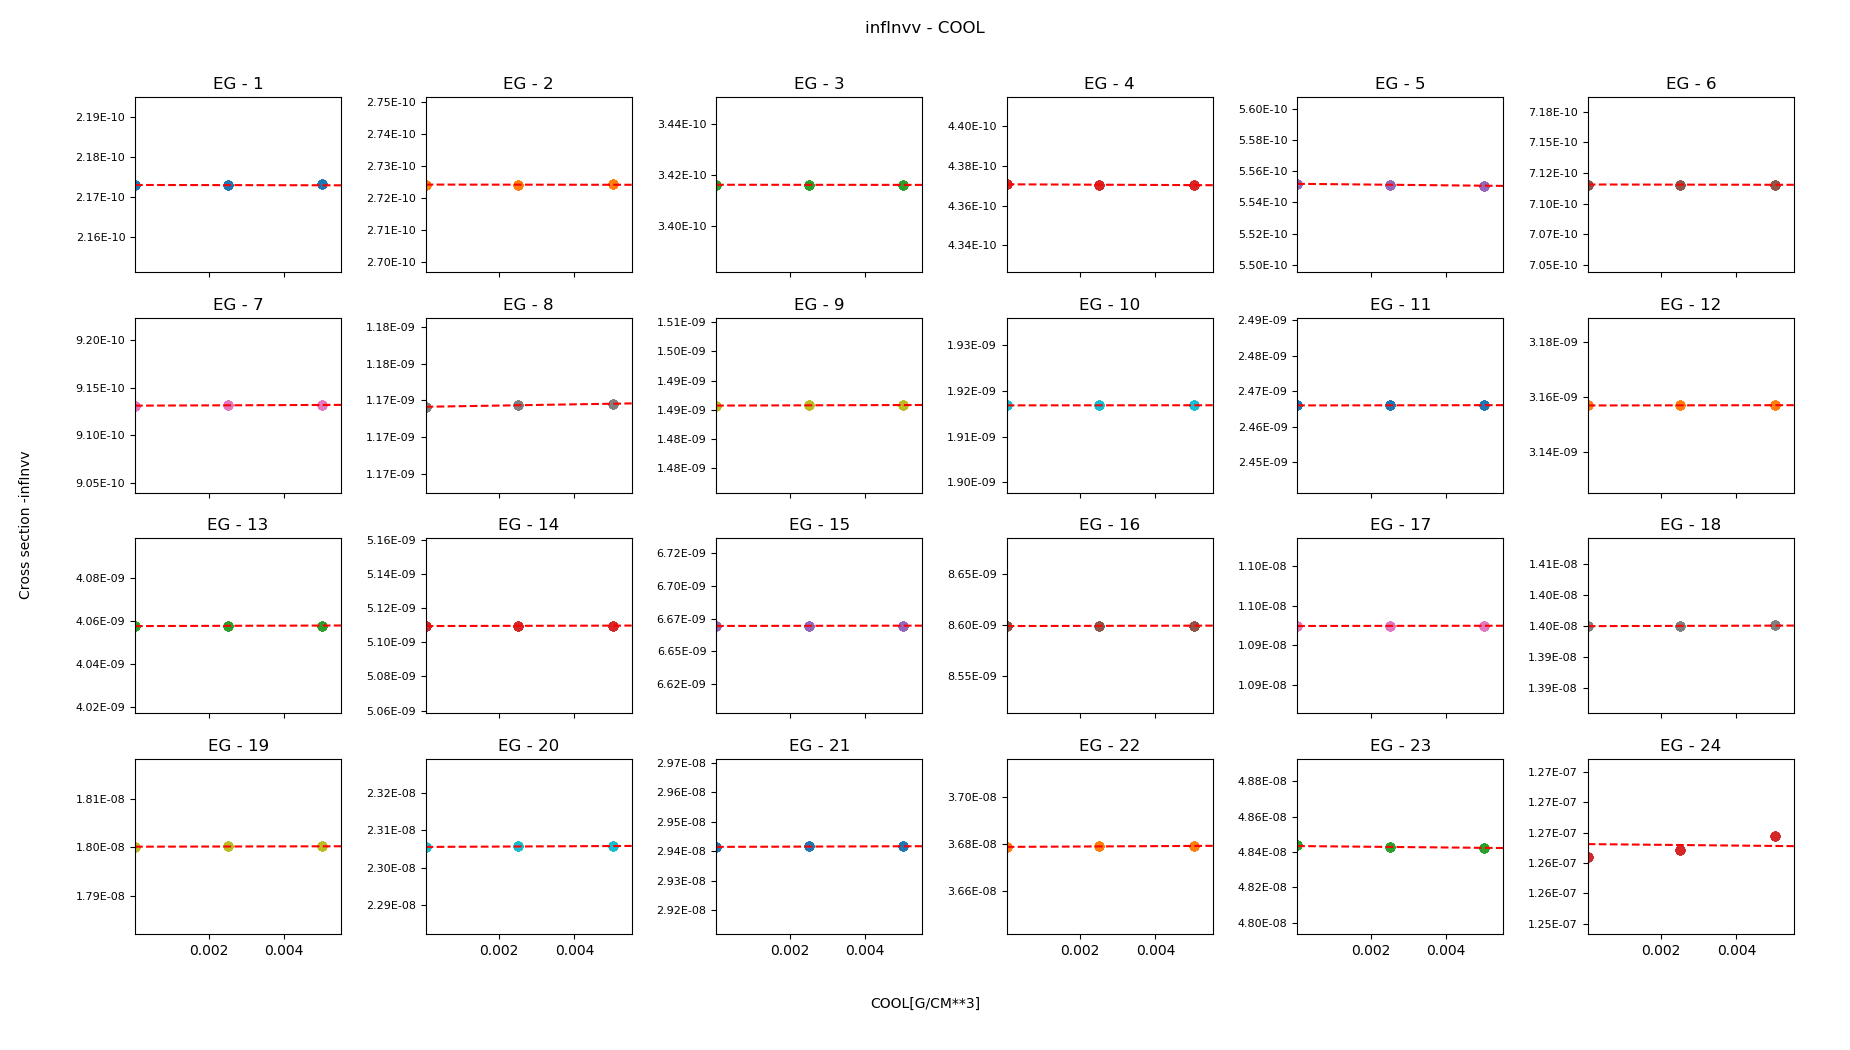 infInvv - COOL
EG - 1
EG - 2
EG - 3
EG - 4
EG - 5
EG - 6
2.19E-10
2.18E-10
2.17E-10
2.16E-10
2.75E-10
2.74E-10
2.73E-10
2.72E-10
2.71E-10
2.70E-10
3.44E-10
3.42E-10
3.40E-10
4.40E-10
4.38E-10
4.36E-10
4.34E-10
5.60E-10
5.58E-10
5.56E-10
5.54E-10
5.52E-10
5.50E-10
7.18E-10
7.15E-10
7.12E-10
7.10E-10
7.07E-10
7.05E-10
EG - 7
EG - 8
EG - 9
EG - 10
EG - 11
EG - 12
9.20E-10
9.15E-10
9.10E-10
9.05E-10
1.18E-09
1.18E-09
1.17E-09
1.17E-09
1.17E-09
1.51E-09
1.50E-09
1.49E-09
1.49E-09
1.48E-09
1.48E-09
1.93E-09
1.92E-09
1.91E-09
1.90E-09
2.49E-09
2.48E-09
2.47E-09
2.46E-09
2.45E-09
3.18E-09
3.16E-09
3.14E-09
Cross section -infInvv
EG - 13
EG - 14
EG - 15
EG - 16
EG - 17
EG - 18
4.08E-09
4.06E-09
4.04E-09
4.02E-09
5.16E-09
5.14E-09
5.12E-09
5.10E-09
5.08E-09
5.06E-09
6.72E-09
6.70E-09
6.67E-09
6.65E-09
6.62E-09
8.65E-09
8.60E-09
8.55E-09
1.10E-08
1.10E-08
1.09E-08
1.09E-08
1.41E-08
1.40E-08
1.40E-08
1.39E-08
1.39E-08
EG - 19
EG - 20
EG - 21
EG - 22
EG - 23
EG - 24
1.81E-08
1.80E-08
1.79E-08
2.32E-08
2.31E-08
2.30E-08
2.29E-08
2.97E-08
2.96E-08
2.95E-08
2.94E-08
2.93E-08
2.92E-08
3.70E-08
3.68E-08
3.66E-08
4.88E-08
4.86E-08
4.84E-08
4.82E-08
4.80E-08
1.27E-07
1.27E-07
1.27E-07
1.26E-07
1.26E-07
1.25E-07
0.002 0.004
0.002 0.004
0.002 0.004
0.002 0.004
0.002 0.004
0.002 0.004
COOL[G/CM**3]